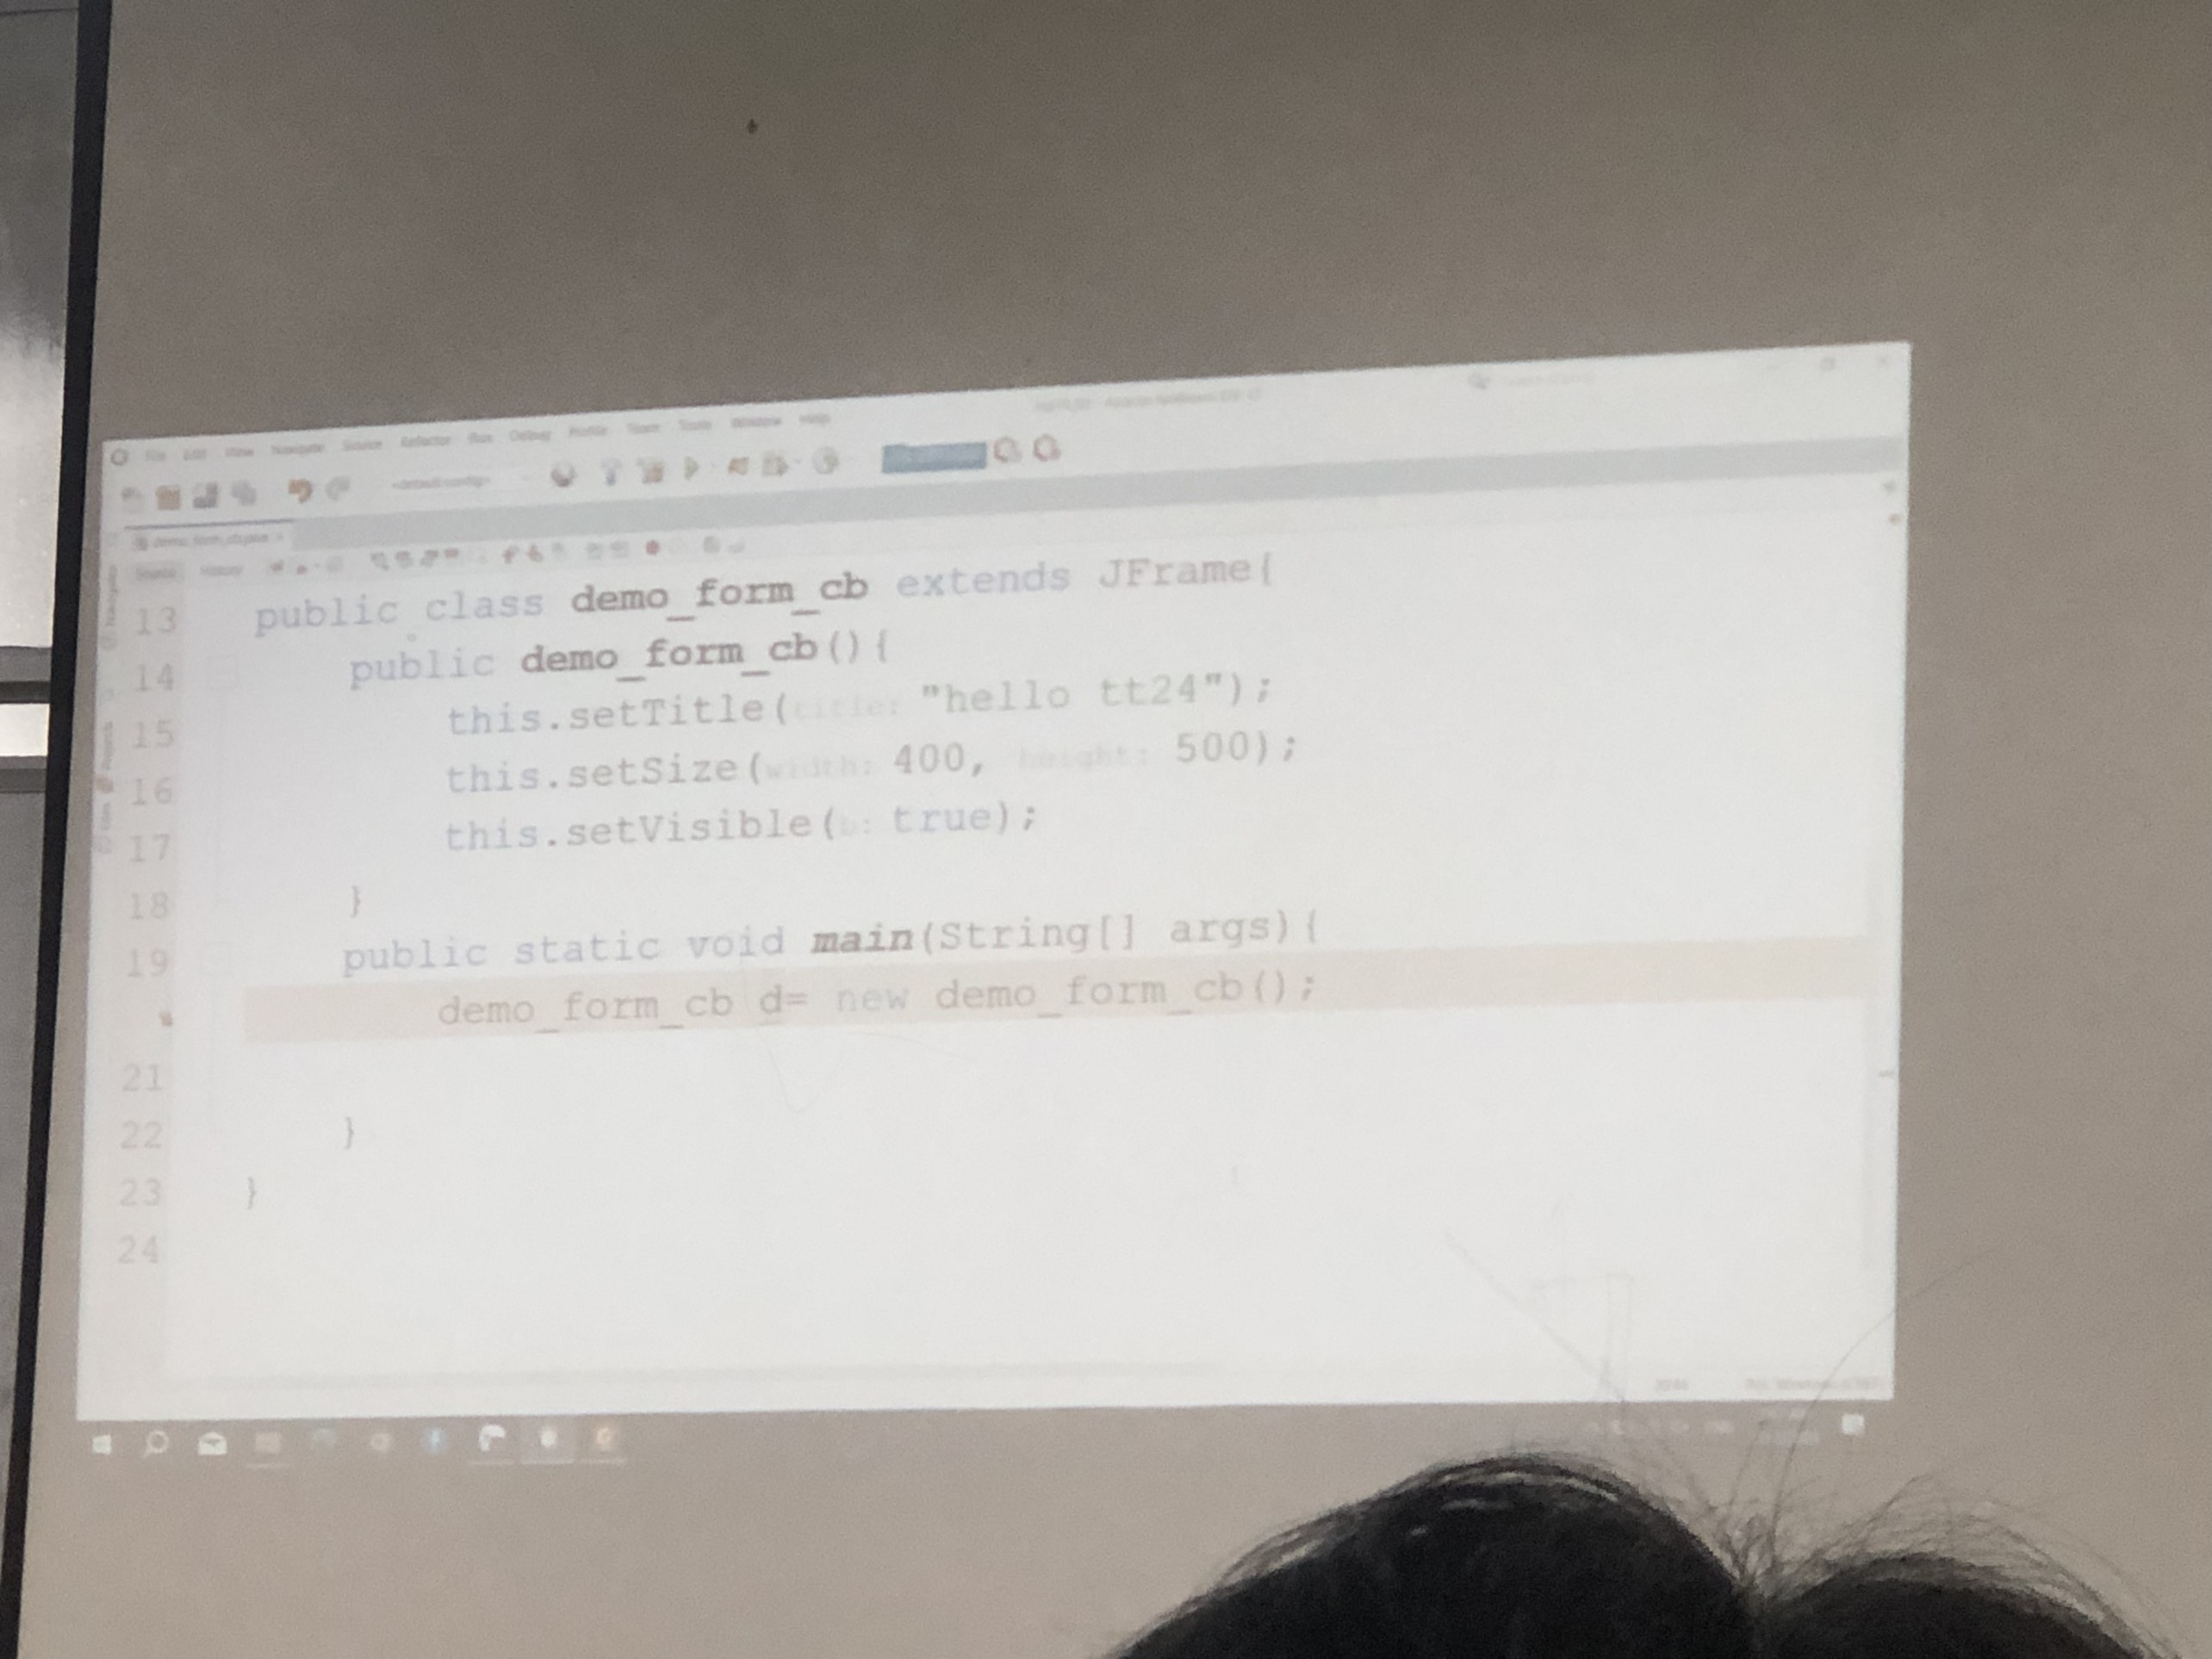 File Edit View Navigate Source Refactor Run Debug Profile Team Tools Window Help
<default config>
demo_form_cb.java
Source History
13 public class demo_form_cb extends JFrame{
14 public demo_form_cb(){
15 this.setTitle(title: "hello tt24");
16 this.setSize(width: 400, height: 500);
17 this.setVisible(b: true);
18 }
19 public static void main(String[] args){
demo_form_cb d= new demo_form_cb();
21
22 }
23 }
24